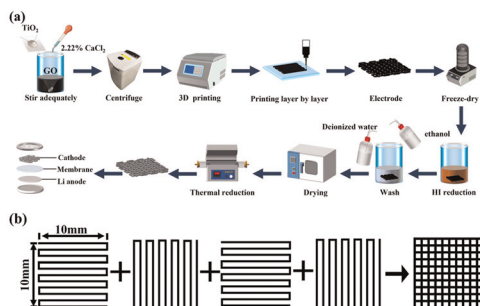 (a)
TiO2
2.22% CaCl2
GO
Stir adequately
Centrifuge
3D printing
Printing layer by layer
Electrode
Freeze-dry
Deionized water
ethanol
Cathode
Membrane
Li anode
Thermal reduction
Drying
Wash
HI reduction
(b)
10mm
10mm